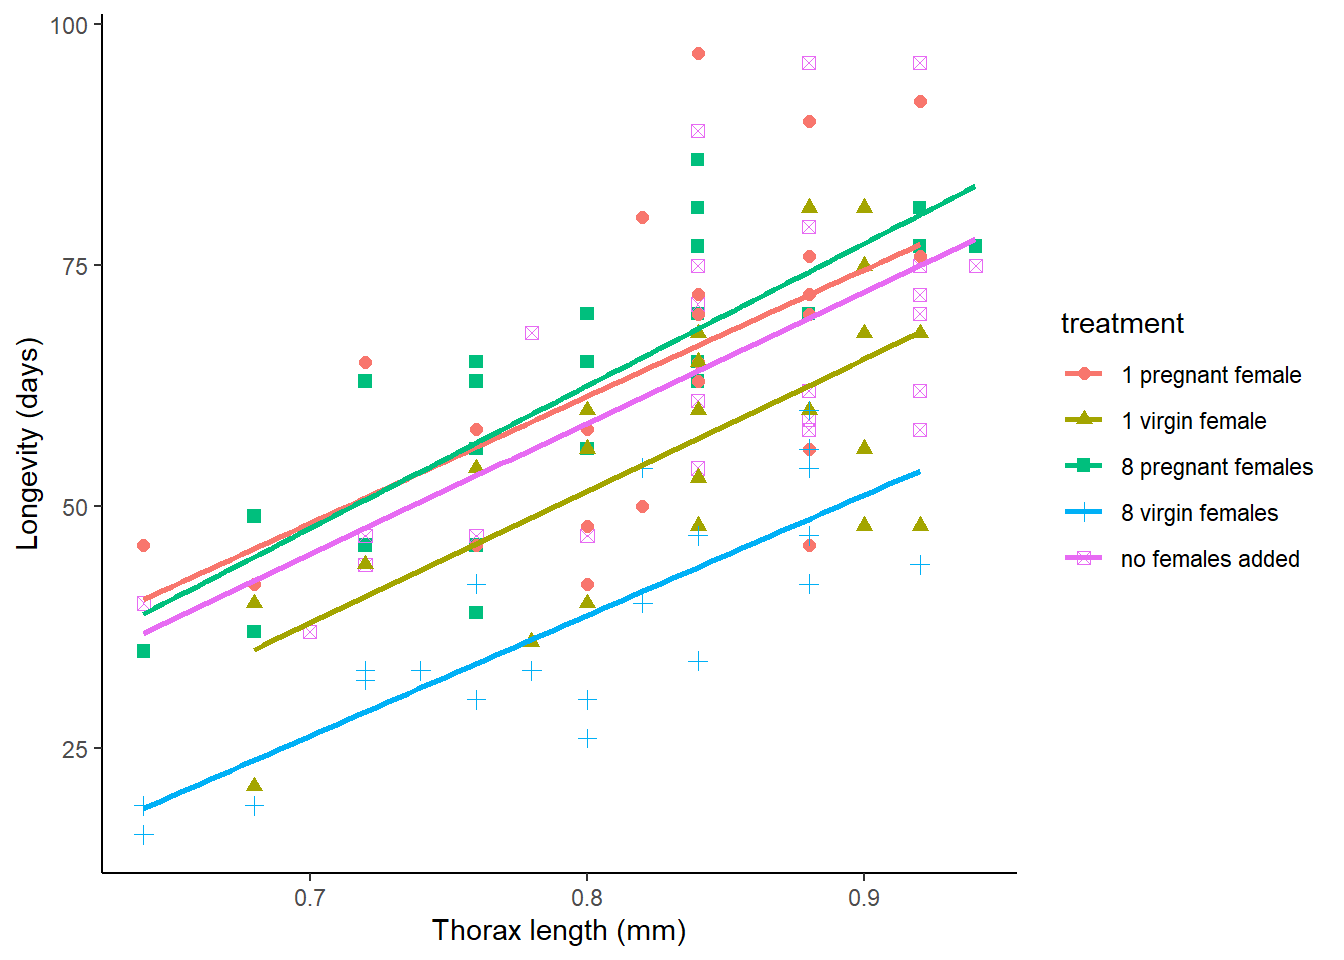 100
75
50
25
Longevity (days)
0.7 0.8 0.9
Thorax length (mm)
treatment
1 pregnant female
1 virgin female
8 pregnant females
8 virgin females
no females added